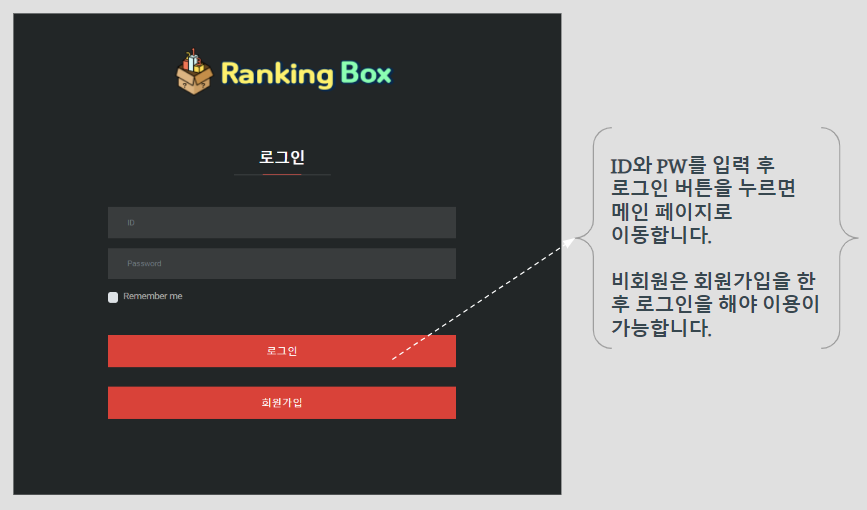 Ranking Box
로그인
ID
Password
Remember me
로그인
회원가입
ID와 PW를 입력 후
로그인 버튼을 누르면
메인 페이지로
이동합니다.
비회원은 회원가입을 한
후 로그인을 해야 이용이
가능합니다.